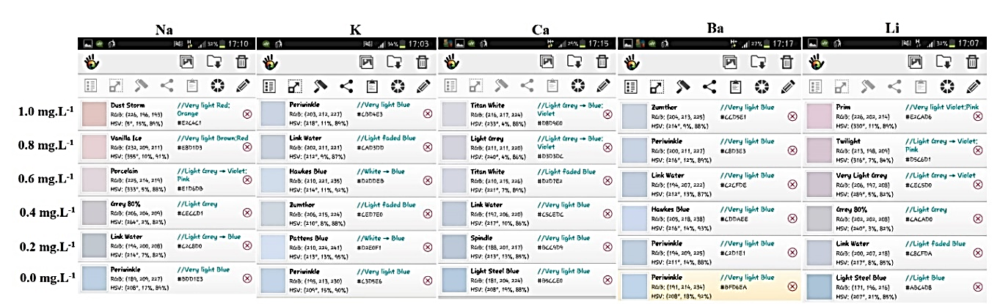 Na K Ca Ba Li
32% 17:10 34% 17:03 29% 17:15 27% 17:17 32% 17:07
1.0 mg.L-1
Dust Storm //Very light Red;
Orange
RGB: (226, 196, 193) #E2C4C1
HSV: (5°, 15%, 89%)
Periwinkle //Very light Blue
RGB: (203, 212, 227) #CBD4E3
HSV: (218°, 11%, 89%)
Titan White //Light Grey → Blue;
Violet
RGB: (216, 217, 224) #D8D9E0
HSV: (233°, 4%, 88%)
Zumthor //Very light Blue
RGB: (204, 213, 225) #CCD5E1
HSV: (214°, 9%, 88%)
Prim //Very light Violet;Pink
RGB: (226, 202, 214) #E2CAD6
HSV: (330°, 11%, 89%)
0.8 mg.L-1
Vanilla Ice //Very light Brown;Red
RGB: (232, 209, 211) #E8D1D3
HSV: (355°, 10%, 91%)
Link Water //Light faded Blue
RGB: (202, 211, 221) #CAD3DD
HSV: (212°, 9%, 87%)
Light Grey //Light Grey → Blue;
Violet
RGB: (211, 211, 220) #D3D3DC
HSV: (240°, 4%, 86%)
Periwinkle //Very light Blue
RGB: (200, 211, 227) #C8D3E3
HSV: (216°, 12%, 89%)
Twilight //Light Grey → Violet;
Pink
RGB: (213, 198, 209) #D5C6D1
HSV: (316°, 7%, 84%)
0.6 mg.L-1
Porcelain //Light Grey → Violet;
Pink
RGB: (225, 214, 219) #E1D6DB
HSV: (333°, 5%, 88%)
Hawkes Blue //White → Blue
RGB: (210, 221, 235) #D2DDEB
HSV: (214°, 11%, 92%)
Titan White //Light faded Blue
RGB: (210, 215, 226) #D2D7E2
HSV: (221°, 7%, 89%)
Link Water //Very light Blue
RGB: (194, 207, 222) #C2CFDE
HSV: (212°, 13%, 87%)
Very Light Grey //Light Grey → Violet
RGB: (206, 197, 208) #CEC5D0
HSV: (289°, 5%, 82%)
0.4 mg.L-1
Grey 80% //Light Grey
RGB: (206, 204, 209) #CECCD1
HSV: (264°, 2%, 82%)
Zumthor //Light faded Blue
RGB: (206, 215, 224) #CED7E0
HSV: (210°, 8%, 88%)
Link Water //Very light Blue
RGB: (197, 206, 220) #C5CEDC
HSV: (217°, 10%, 86%)
Hawkes Blue //Very light Blue
RGB: (205, 218, 238) #CDDAEE
HSV: (216°, 14%, 93%)
Grey 80% //Light Grey
RGB: (202, 202, 208) #CACAD0
HSV: (240°, 3%, 82%)
0.2 mg.L-1
Link Water //Light Grey → Blue
RGB: (194, 200, 208) #C2C8D0
HSV: (214°, 7%, 82%)
Pattens Blue //White → Blue
RGB: (210, 224, 241) #D2E0F1
HSV: (213°, 13%, 95%)
Spindle //Very light Blue
RGB: (188, 201, 217) #BCC9D9
HSV: (213°, 13%, 85%)
Periwinkle //Very light Blue
RGB: (194, 209, 225) #C2D1E1
HSV: (211°, 14%, 88%)
Link Water //Light faded Blue
RGB: (200, 207, 218) #C8CFDA
HSV: (217°, 8%, 85%)
0.0 mg.L-1
Periwinkle //Very light Blue
RGB: (189, 209, 227) #BDD1E3
HSV: (208°, 17%, 89%)
Periwinkle //Very light Blue
RGB: (195, 213, 230) #C3D5E6
HSV: (209°, 15%, 90%)
Light Steel Blue //Very light Blue
RGB: (181, 204, 224) #B5CCE0
HSV: (208°, 19%, 88%)
Periwinkle //Very light Blue
RGB: (191, 214, 234) #BFD6EA
HSV: (208°, 18%, 92%)
Light Steel Blue //Light Blue
RGB: (171, 196, 216) #ABC4D8
HSV: (207°, 21%, 85%)